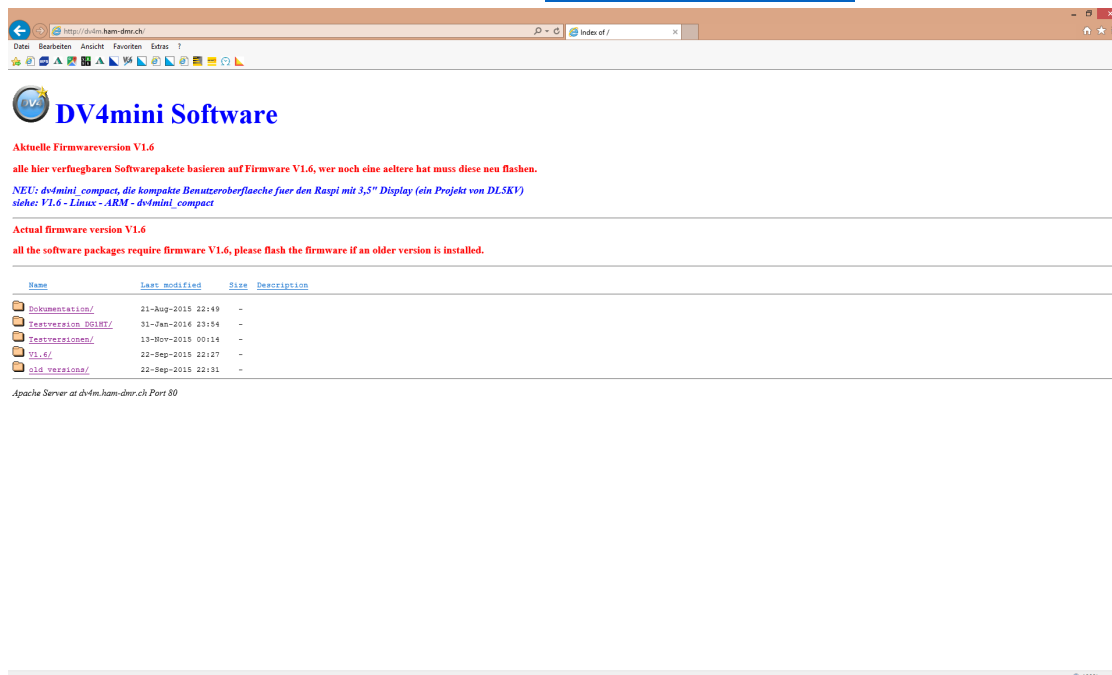 http://dv4m.ham-dmr.ch/
Index of /
Datei Bearbeiten Ansicht Favoriten Extras ?
DV4mini Software
Aktuelle Firmwareversion V1.6
alle hier verfuegbaren Softwarepakete basieren auf Firmware V1.6, wer noch eine aeltere hat muss diese neu flashen.
NEU: dv4mini_compact, die kompakte Benutzeroberflaeche fuer den Raspi mit 3,5" Display (ein Projekt von DL5KV)
siehe: V1.6 - Linux - ARM - dv4mini_compact
Actual firmware version V1.6
all the software packages require firmware V1.6, please flash the firmware if an older version is installed.
Name Last modified Size Description
Dokumentation/ 21-Aug-2015 22:49 -
Testversion DG1HT/ 31-Jan-2016 23:54 -
Testversionen/ 13-Nov-2015 00:14 -
V1.6/ 22-Sep-2015 22:27 -
old versions/ 22-Sep-2015 22:31 -
Apache Server at dv4m.ham-dmr.ch Port 80